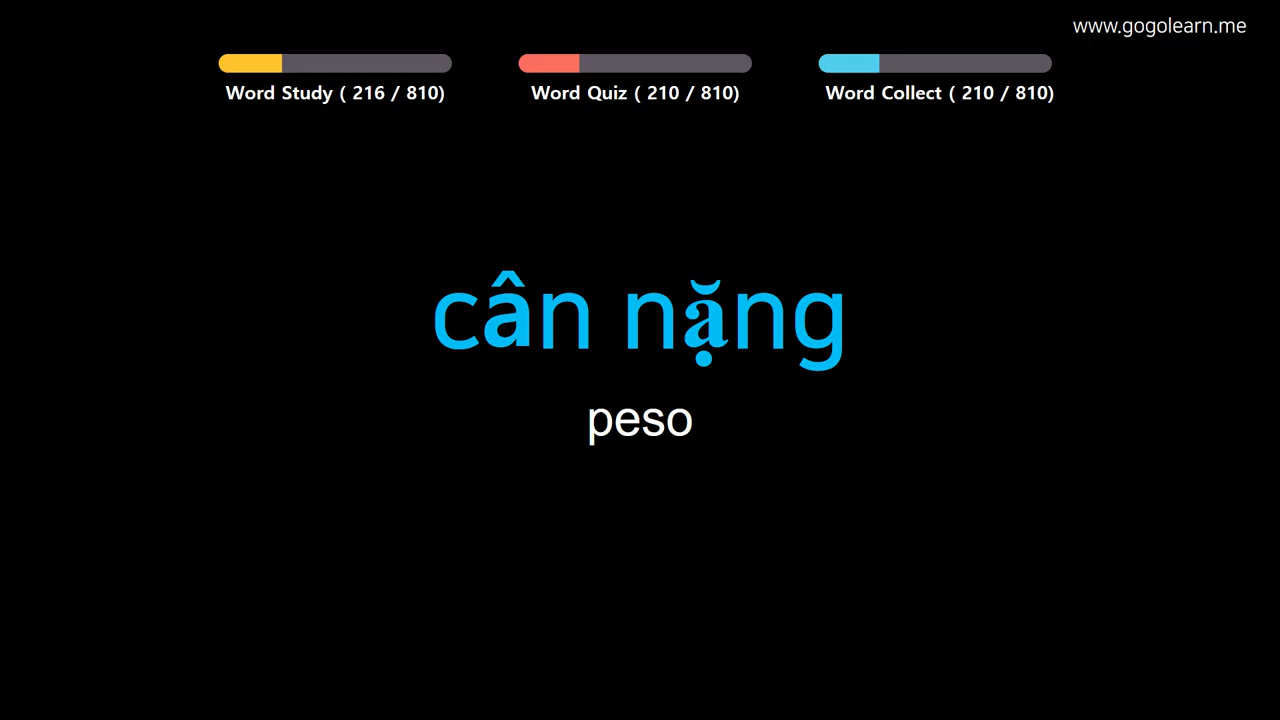 www.gogolearn.me
Word Study ( 216 / 810)
Word Quiz ( 210 / 810)
Word Collect ( 210 / 810)
cân nặng
peso